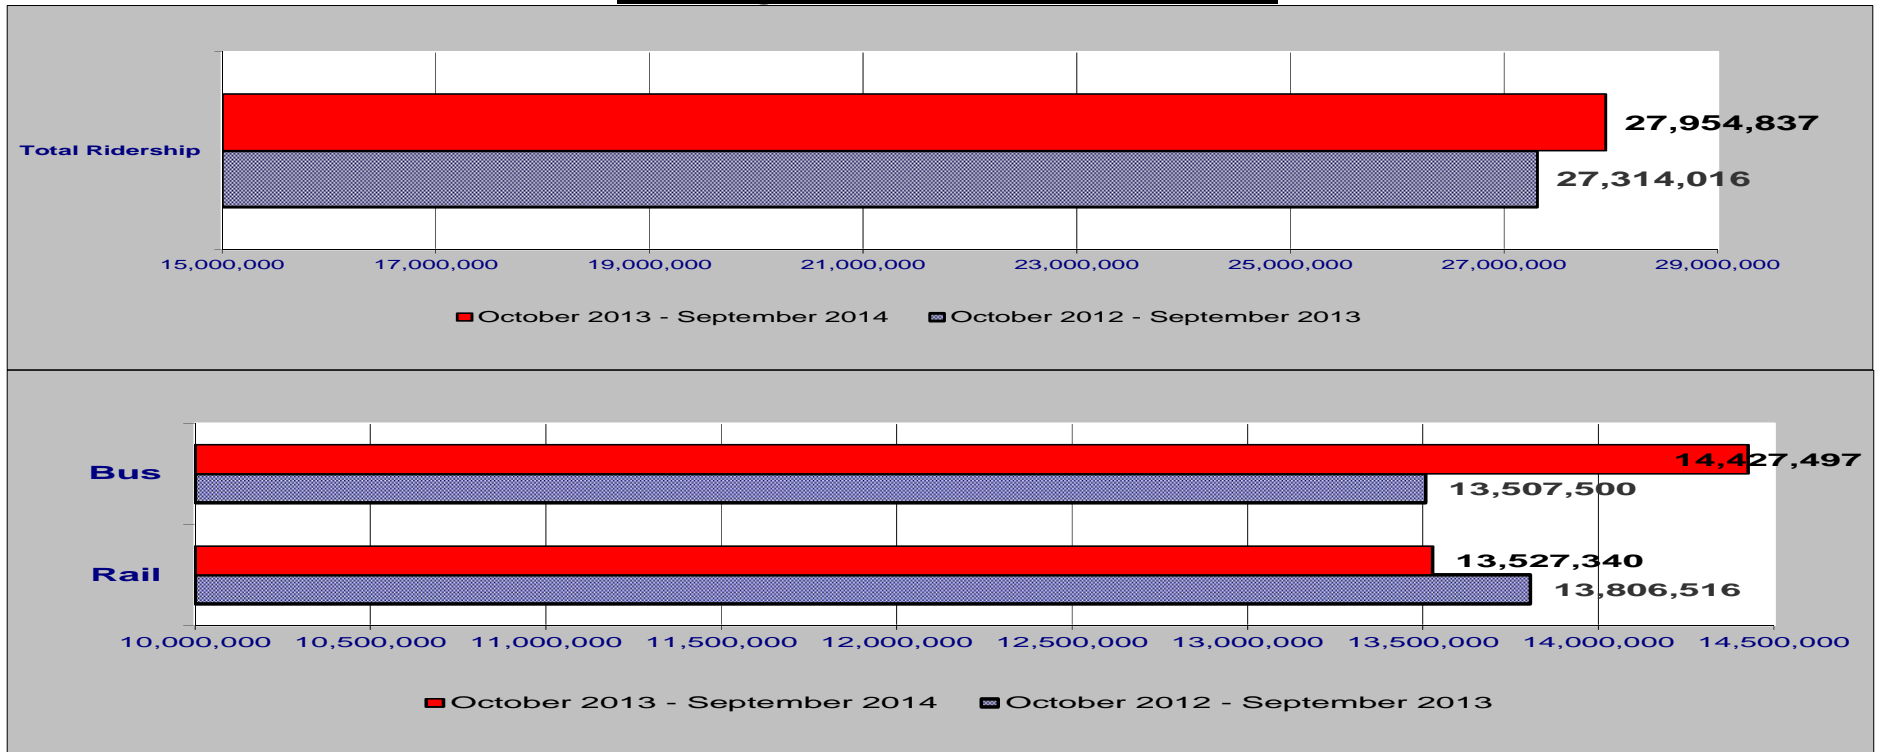 27,954,837
Total Ridership
27,314,016
15,000,000 17,000,000 19,000,000 21,000,000 23,000,000 25,000,000 27,000,000 29,000,000
October 2013 - September 2014 October 2012 - September 2013
14,427,497
Bus
13,507,500
13,527,340
Rail
13,806,516
10,000,000 10,500,000 11,000,000 11,500,000 12,000,000 12,500,000 13,000,000 13,500,000 14,000,000 14,500,000
October 2013 - September 2014 October 2012 - September 2013